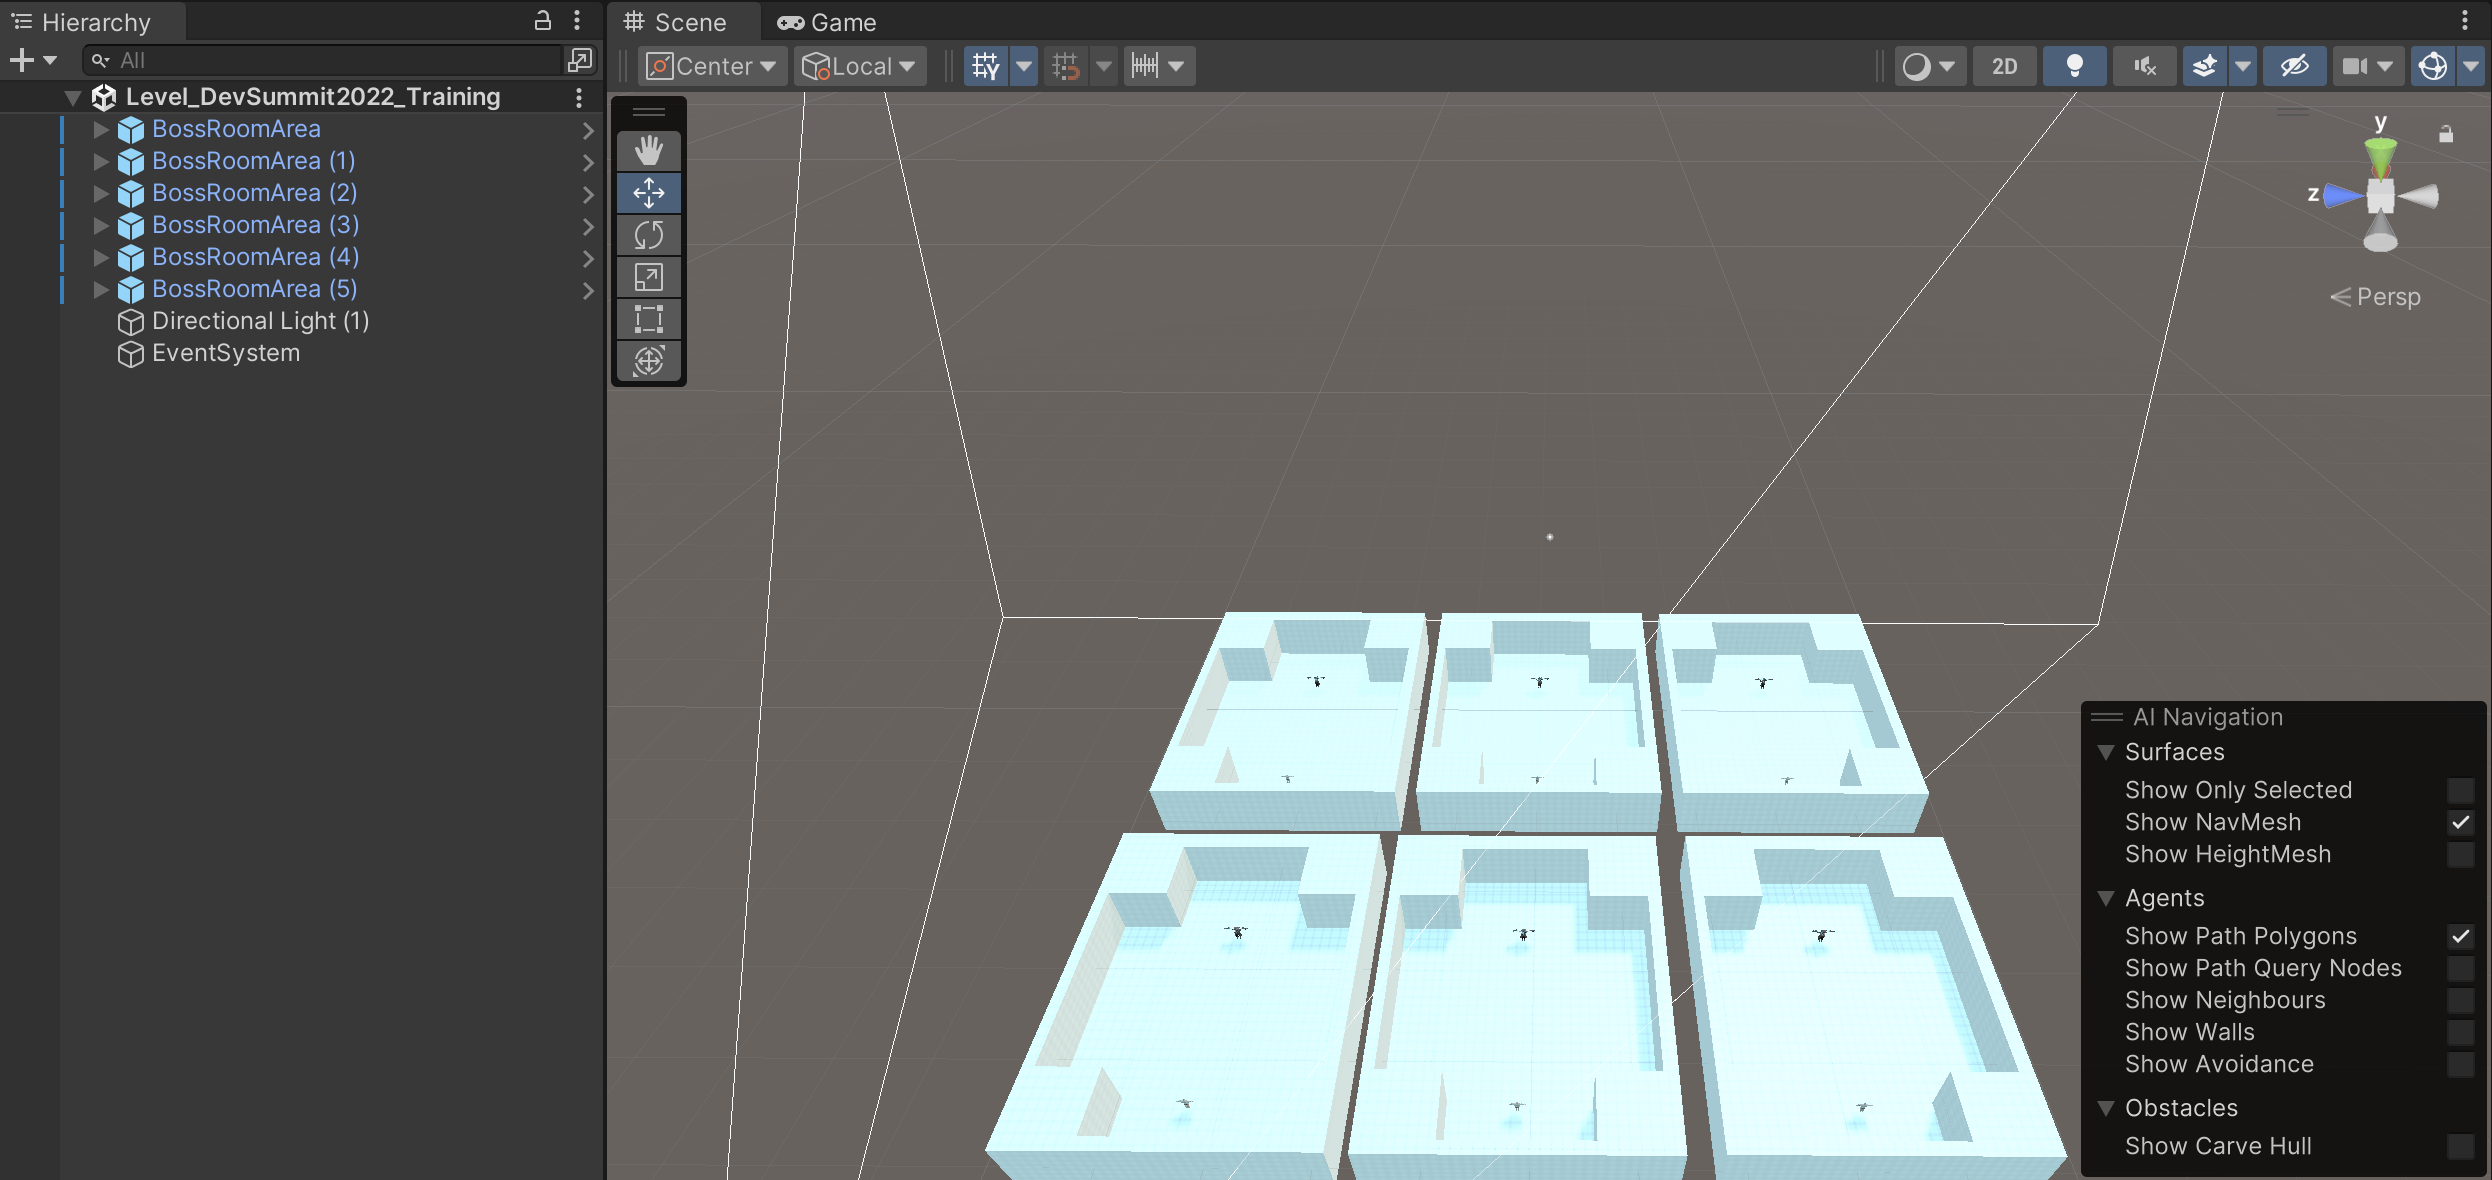 Hierarchy
All
Level_DevSummit2022_Training
BossRoomArea
BossRoomArea (1)
BossRoomArea (2)
BossRoomArea (3)
BossRoomArea (4)
BossRoomArea (5)
Directional Light (1)
EventSystem
Scene
Game
Center
Local
2D
y
z
Persp
AI Navigation
Surfaces
Show Only Selected
Show NavMesh
Show HeightMesh
Agents
Show Path Polygons
Show Path Query Nodes
Show Neighbours
Show Walls
Show Avoidance
Obstacles
Show Carve Hull